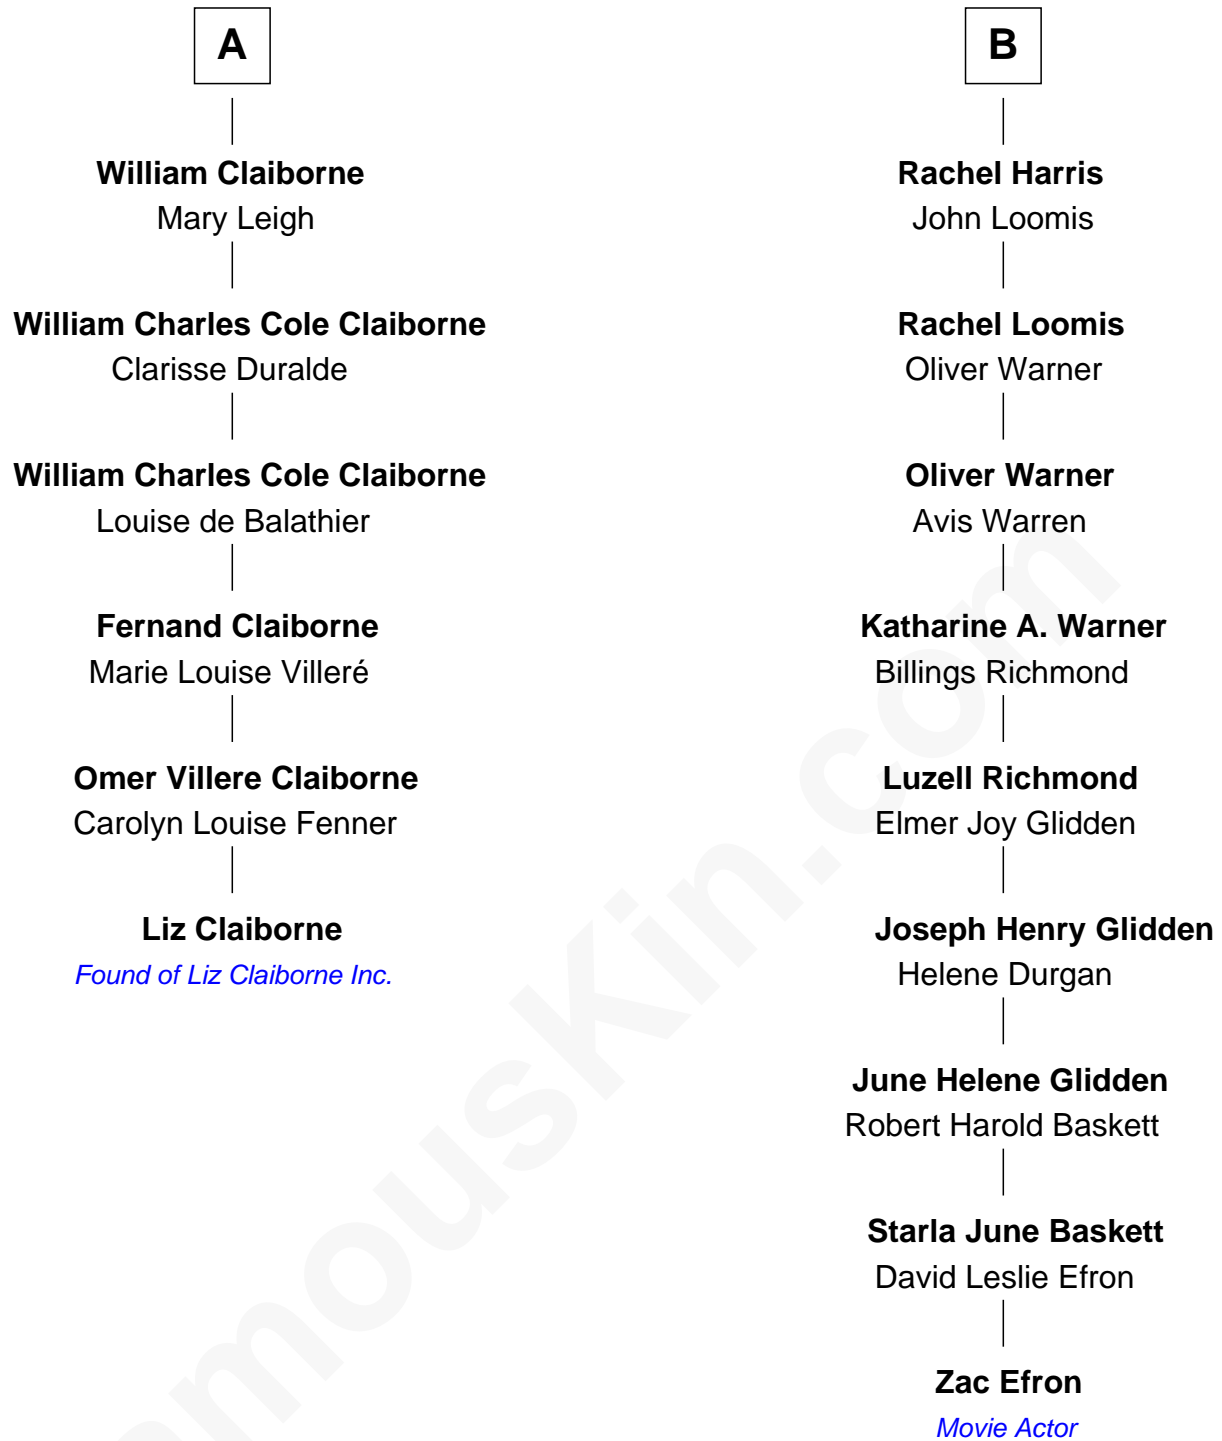 A
William Claiborne
Mary Leigh
William Charles Cole Claiborne
Clarisse Duralde
William Charles Cole Claiborne
Louise de Balathier
Fernand Claiborne
Marie Louise Villeré
Omer Villere Claiborne
Carolyn Louise Fenner
Liz Claiborne
Found of Liz Claiborne Inc.
B
Rachel Harris
John Loomis
Rachel Loomis
Oliver Warner
Oliver Warner
Avis Warren
Katharine A. Warner
Billings Richmond
Luzell Richmond
Elmer Joy Glidden
Joseph Henry Glidden
Helene Durgan
June Helene Glidden
Robert Harold Baskett
Starla June Baskett
David Leslie Efron
Zac Efron
Movie Actor
mousKin.com